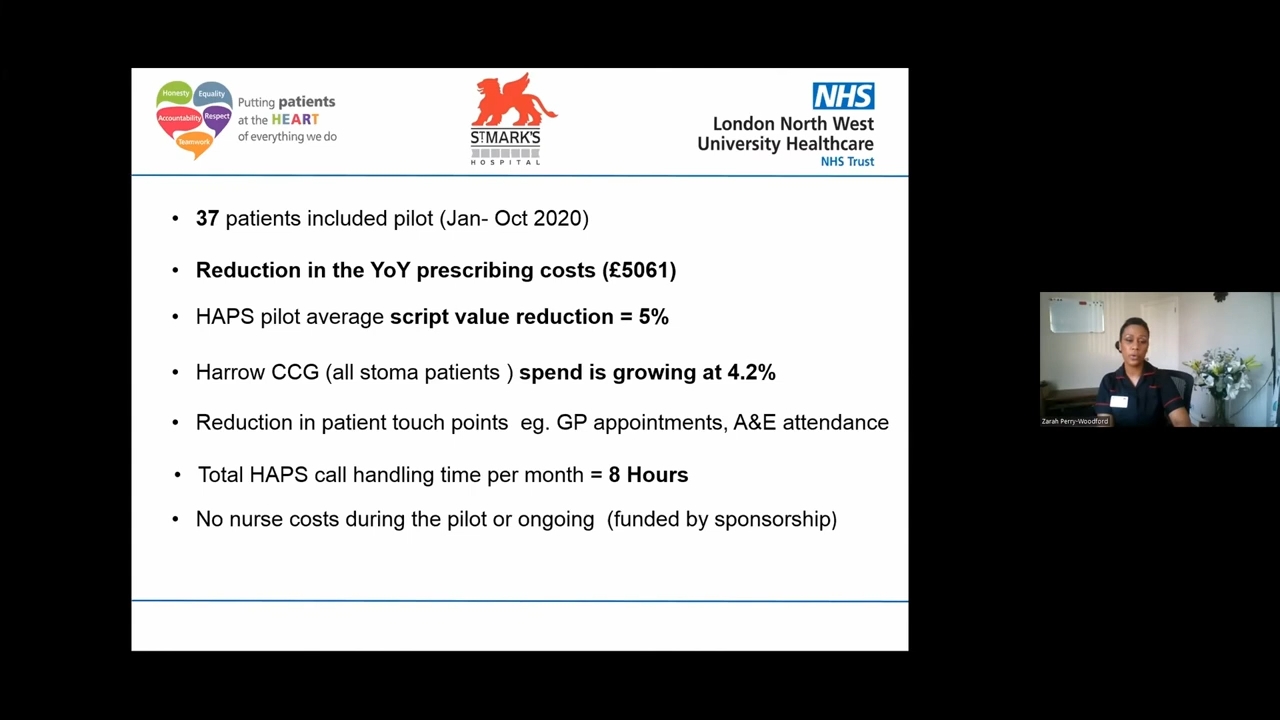 Honesty
Equality
Accountability
Respect
Teamwork
Putting patients
at the HEART
of everything we do
ST MARK'S
HOSPITAL
NHS
London North West
University Healthcare
NHS Trust
• 37 patients included pilot (Jan- Oct 2020)
• Reduction in the YoY prescribing costs (£5061)
• HAPS pilot average script value reduction = 5%
• Harrow CCG (all stoma patients ) spend is growing at 4.2%
• Reduction in patient touch points eg. GP appointments, A&E attendance
• Total HAPS call handling time per month = 8 Hours
• No nurse costs during the pilot or ongoing (funded by sponsorship)
Zarah Perry-Woodford